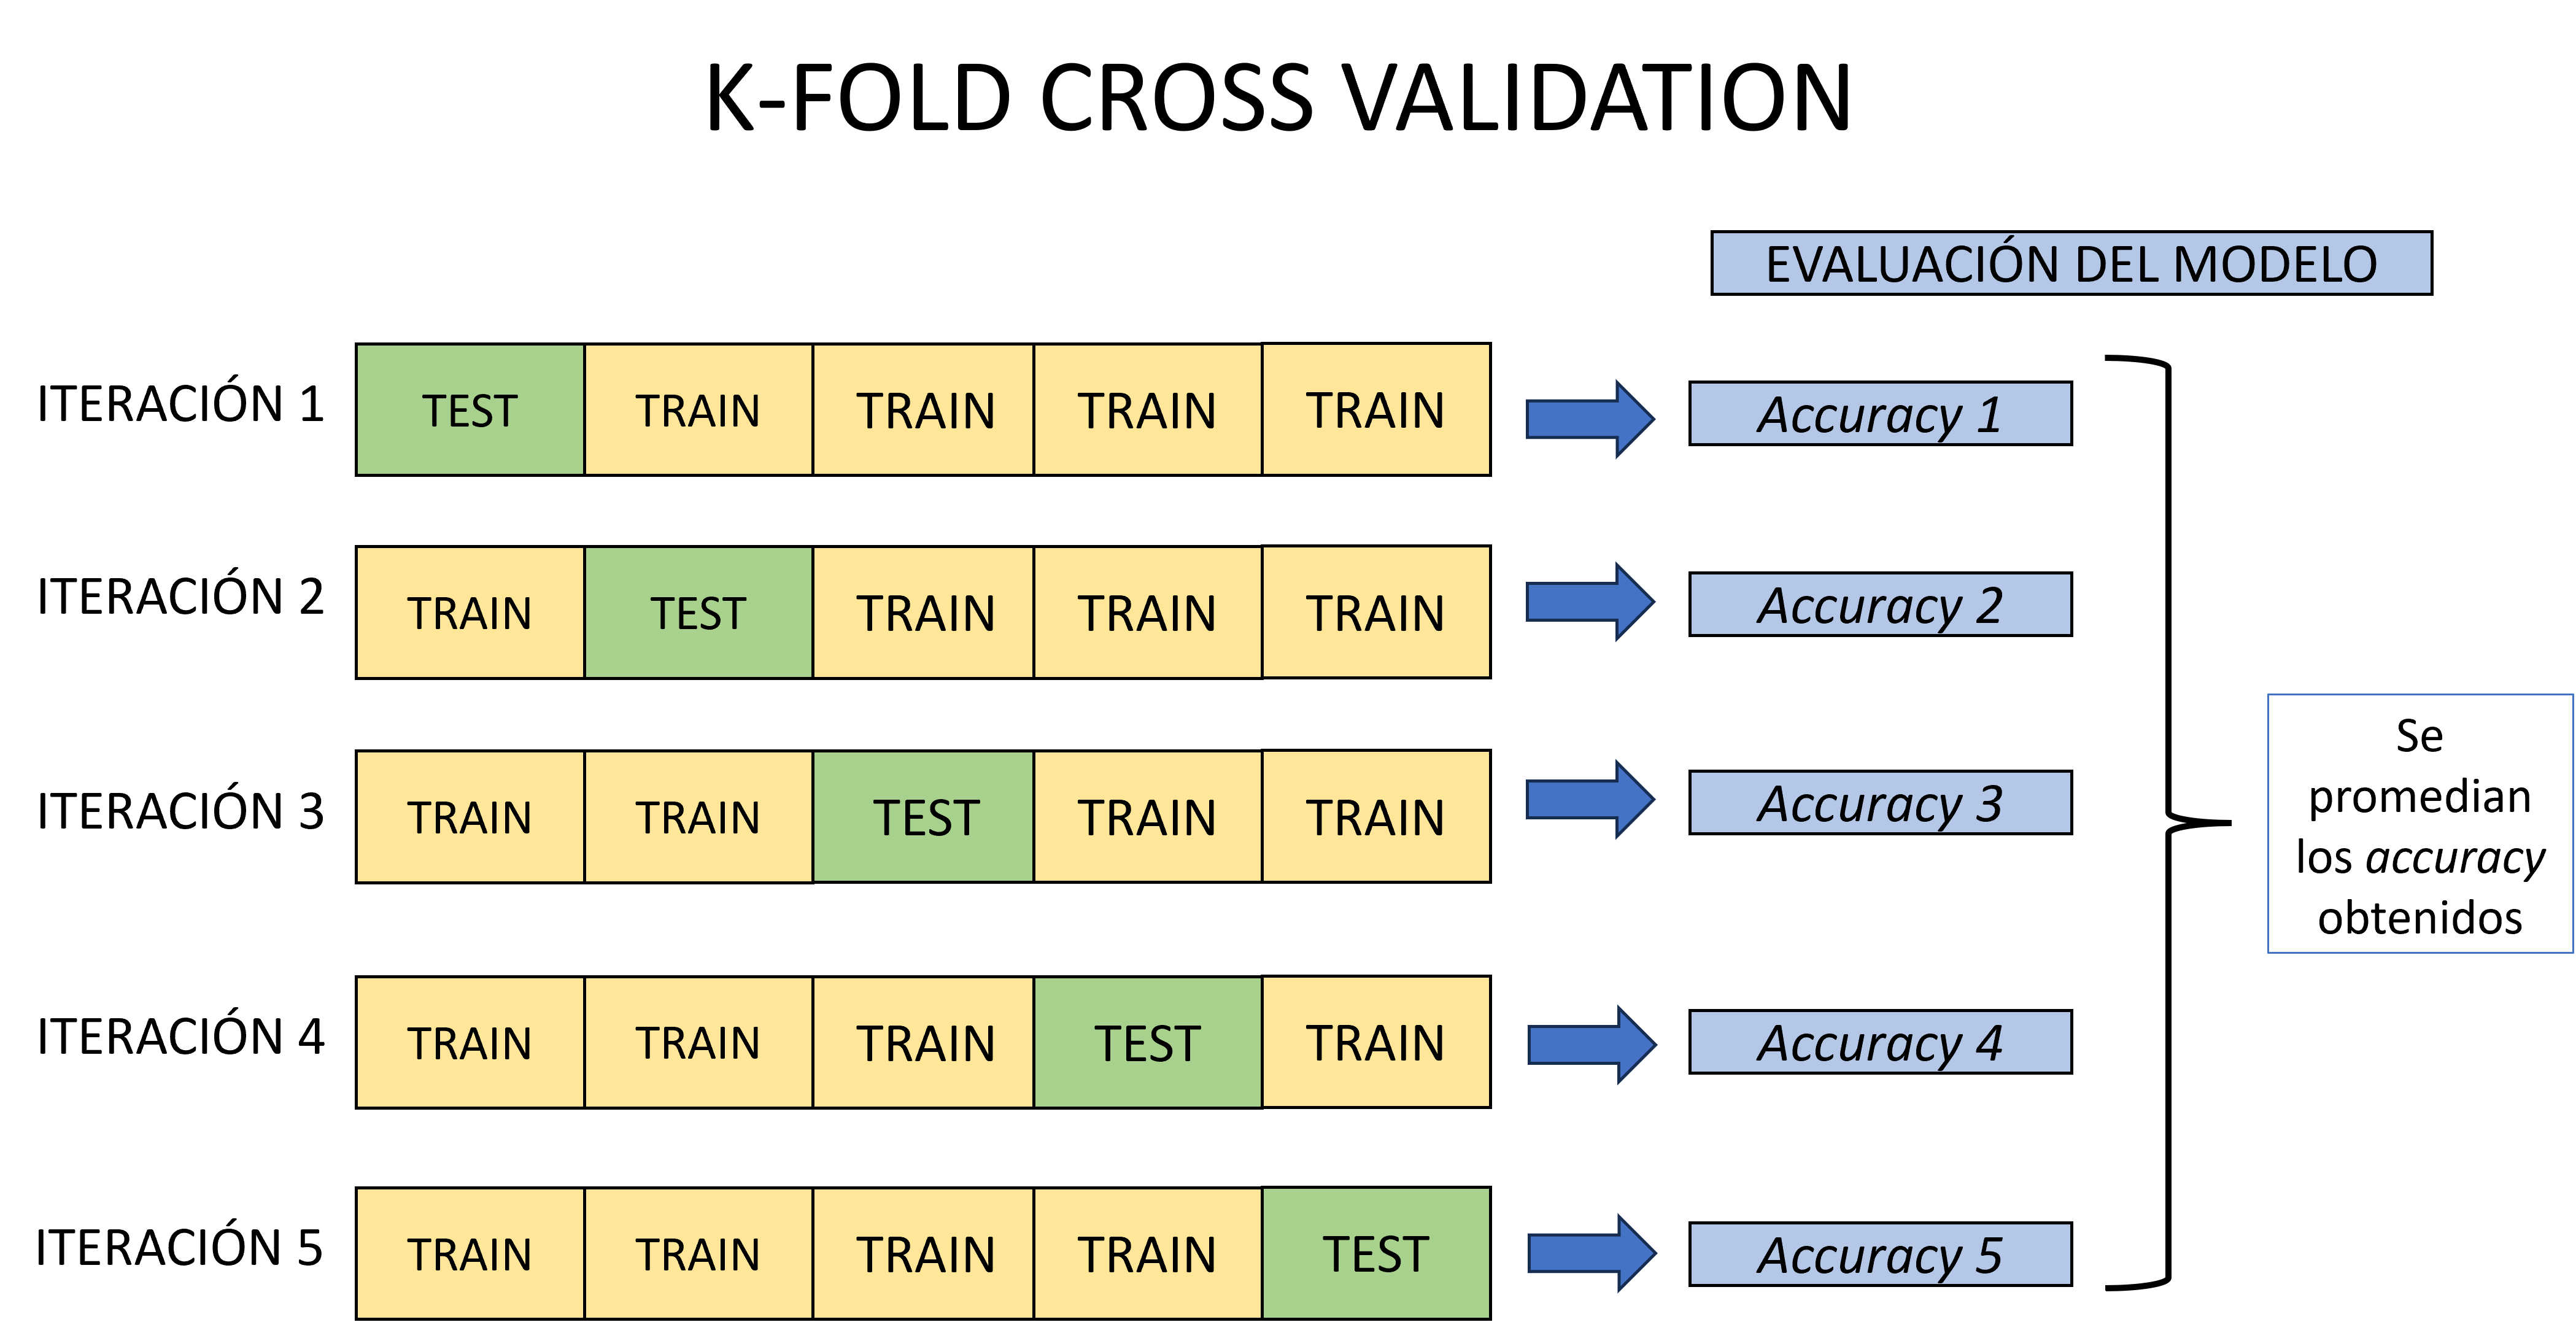 K-FOLD CROSS VALIDATION
EVALUACIÓN DEL MODELO
ITERACIÓN 1 TEST TRAIN TRAIN TRAIN TRAIN Accuracy 1
ITERACIÓN 2 TRAIN TEST TRAIN TRAIN TRAIN Accuracy 2
ITERACIÓN 3 TRAIN TRAIN TEST TRAIN TRAIN Accuracy 3
ITERACIÓN 4 TRAIN TRAIN TRAIN TEST TRAIN Accuracy 4
ITERACIÓN 5 TRAIN TRAIN TRAIN TRAIN TEST Accuracy 5
Se
promedian
los accuracy
obtenidos